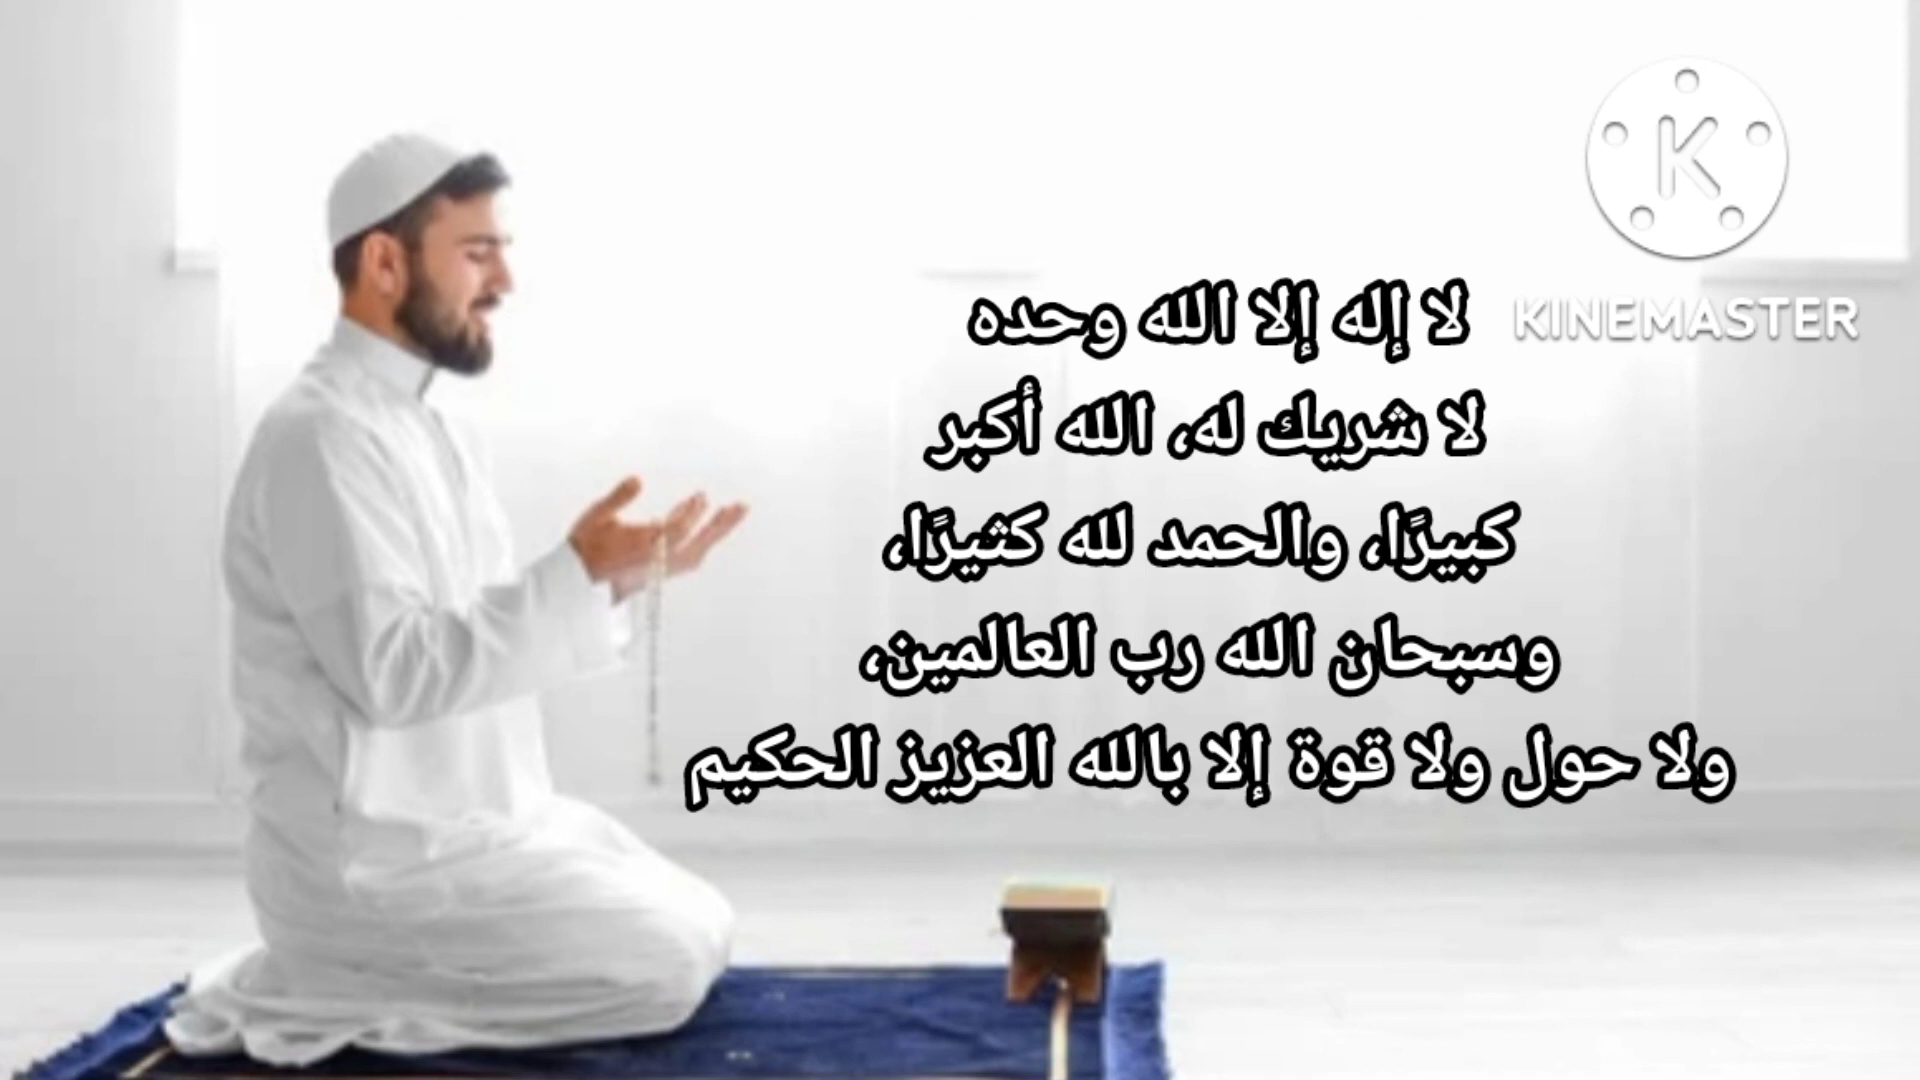 لا إله إلا الله وحده
لا شريك له، الله أكبر
كبيرًا، والحمد لله كثيرًا،
وسبحان الله رب العالمين،
ولا حول ولا قوة إلا بالله العزيز الحكيم
K
KINEMASTER